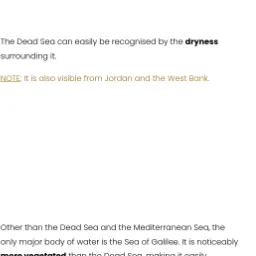 The Dead Sea can easily be recognised by the dryness
surrounding it.
NOTE: It is also visible from Jordan and the West Bank.
Other than the Dead Sea and the Mediterranean Sea, the
only major body of water is the Sea of Galilee. It is noticeably
more vegetated than the Dead Sea, making it easily